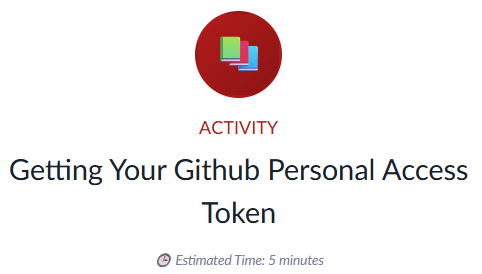 ACTIVITY
Getting Your Github Personal Access
Token
Estimated Time: 5 minutes